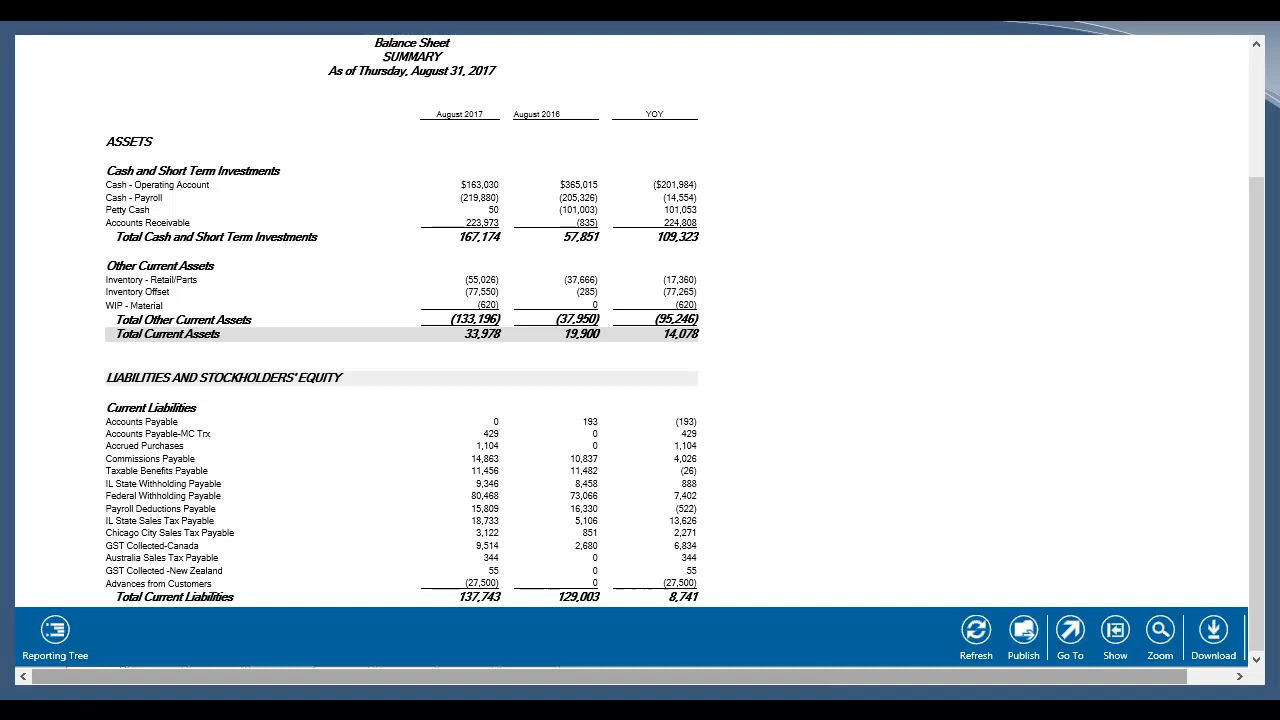 Balance Sheet
SUMMARY
As of Thursday, August 31, 2017
August 2017 August 2016 YOY
ASSETS
Cash and Short Term Investments
Cash - Operating Account $163,030 $365,015 ($201,984)
Cash - Payroll (219,880) (205,326) (14,554)
Petty Cash 50 (101,003) 101,053
Accounts Receivable 223,973 (835) 224,808
Total Cash and Short Term Investments 167,174 57,851 109,323
Other Current Assets
Inventory - Retail/Parts (55,026) (37,666) (17,360)
Inventory Offset (77,550) (285) (77,265)
WIP - Material (620) 0 (620)
Total Other Current Assets (133,196) (37,950) (95,246)
Total Current Assets 33,978 19,900 14,078
LIABILITIES AND STOCKHOLDERS' EQUITY
Current Liabilities
Accounts Payable 0 193 (193)
Accounts Payable-MC Trx 429 0 429
Accrued Purchases 1,104 0 1,104
Commissions Payable 14,863 10,837 4,026
Taxable Benefits Payable 11,456 11,482 (26)
IL State Withholding Payable 9,346 8,458 888
Federal Withholding Payable 80,468 73,066 7,402
Payroll Deductions Payable 15,809 16,330 (522)
IL State Sales Tax Payable 18,733 5,106 13,626
Chicago City Sales Tax Payable 3,122 851 2,271
GST Collected-Canada 9,514 2,680 6,834
Australia Sales Tax Payable 344 0 344
GST Collected -New Zealand 55 0 55
Advances from Customers (27,500) 0 (27,500)
Total Current Liabilities 137,743 129,003 8,741
Reporting Tree Refresh Publish Go To Show Zoom Download